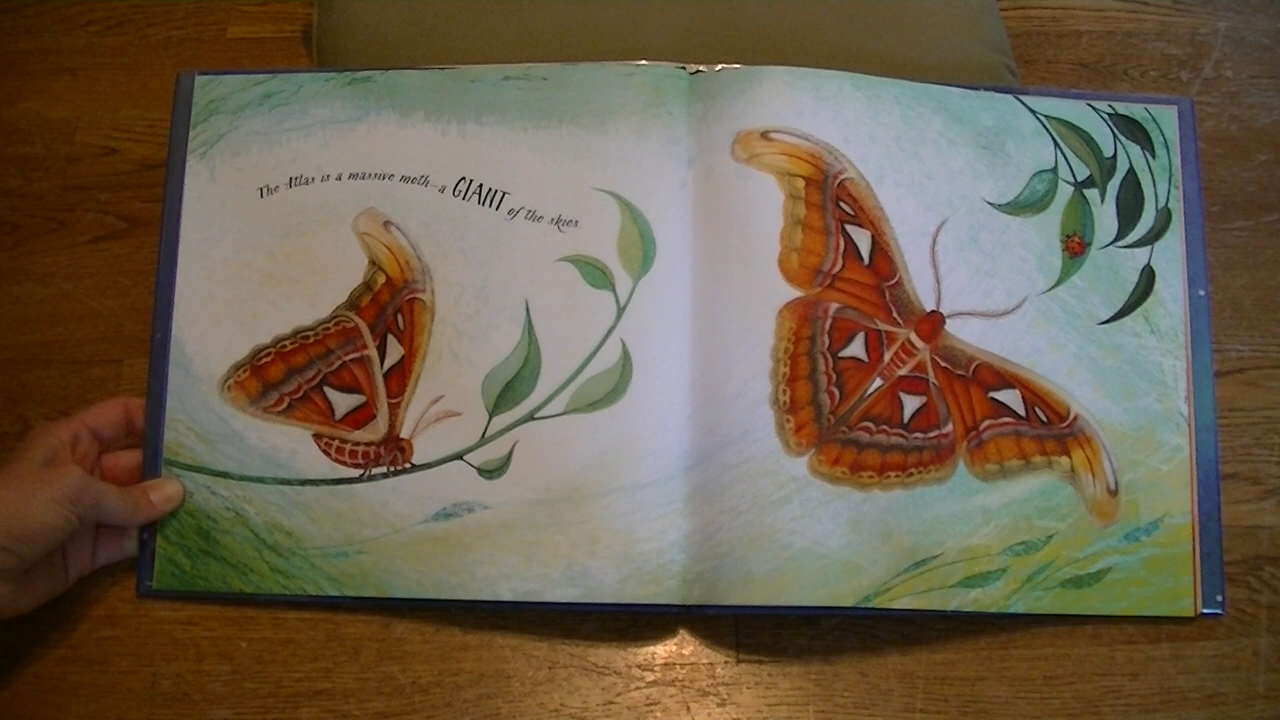 The Atlas is a massive moth—a GIANT of the skies.